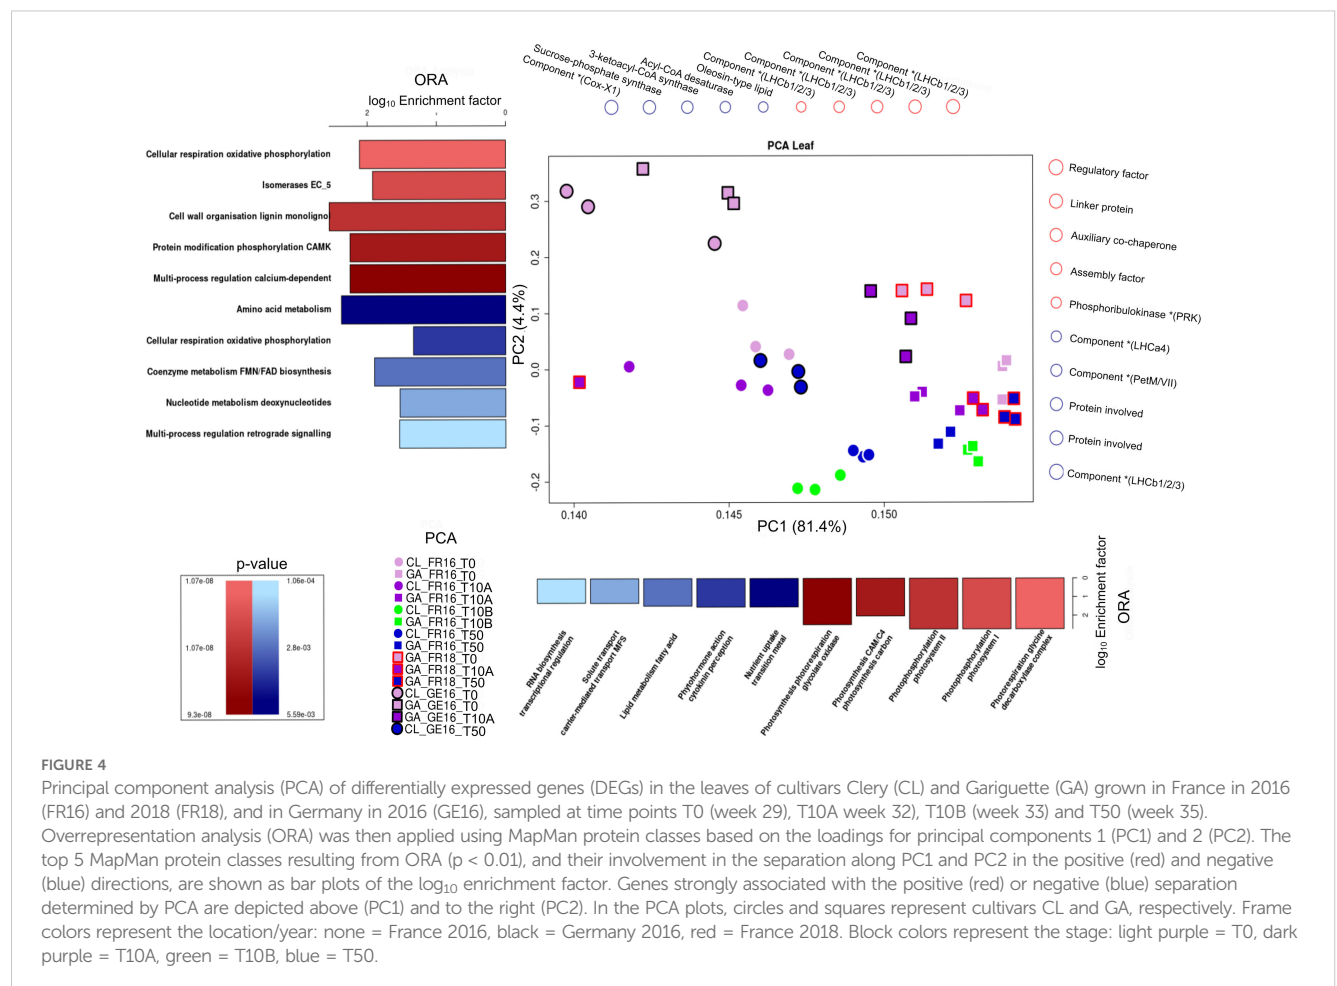 ORA
log10 Enrichment factor
2
1
0
Cellular respiration oxidative phosphorylation
Isomerases EC_5
Cell wall organisation lignin monolignol
Protein modification phosphorylation CAMK
Multi-process regulation calcium-dependent
Amino acid metabolism
Cellular respiration oxidative phosphorylation
Coenzyme metabolism FMN/FAD biosynthesis
Nucleotide metabolism deoxynucleotides
Multi-process regulation retrograde signalling
Component *(Cox-X1)
Sucrose-phosphate synthase
3-ketoacyl-CoA synthase
Acyl-CoA desaturase
Oleosin-type lipid
Component *(LHCb1/2/3)
Component *(LHCb1/2/3)
Component *(LHCb1/2/3)
Component *(LHCb1/2/3)
Component *(LHCb1/2/3)
PCA Leaf
PC2 (4.4%)
0.3
0.2
0.1
0.0
-0.1
-0.2
0.140
0.145
0.150
PC1 (81.4%)
Regulatory factor
Linker protein
Auxiliary co-chaperone
Assembly factor
Phosphoribulokinase *(PRK)
Component *(LHCa4)
Component *(PetM/VII)
Protein involved
Protein involved
Component *(LHCb1/2/3)
p-value
1.07e-08
1.06e-04
1.07e-08
2.8e-03
9.3e-08
5.59e-03
PCA
CL_FR16_T0
GA_FR16_T0
CL_FR16_T10A
GA_FR16_T10A
CL_FR16_T10B
GA_FR16_T10B
CL_FR16_T50
GA_FR16_T50
GA_FR18_T0
GA_FR18_T10A
GA_FR18_T50
CL_GE16_T0
GA_GE16_T0
GA_GE16_T10A
CL_GE16_T50
RNA biosynthesis
transcriptional regulation
Solute transport
carrier-mediated transport MFS
Lipid metabolism fatty acid
Phytohormone action
cytokinin perception
Nutrient uptake
transition metal
Photosynthesis photorespiration
glycolate oxidase
Photosynthesis CAM/C4
photosynthesis carbon
Photophosphorylation
photosystem II
Photophosphorylation
photosystem I
Photorespiration glycine
decarboxylase complex
0
1
2
log10 Enrichment factor
ORA
FIGURE 4
Principal component analysis (PCA) of differentially expressed genes (DEGs) in the leaves of cultivars Clery (CL) and Gariguette (GA) grown in France in 2016
(FR16) and 2018 (FR18), and in Germany in 2016 (GE16), sampled at time points T0 (week 29), T10A week 32), T10B (week 33) and T50 (week 35).
Overrepresentation analysis (ORA) was then applied using MapMan protein classes based on the loadings for principal components 1 (PC1) and 2 (PC2). The
top 5 MapMan protein classes resulting from ORA (p < 0.01), and their involvement in the separation along PC1 and PC2 in the positive (red) and negative
(blue) directions, are shown as bar plots of the log10 enrichment factor. Genes strongly associated with the positive (red) or negative (blue) separation
determined by PCA are depicted above (PC1) and to the right (PC2). In the PCA plots, circles and squares represent cultivars CL and GA, respectively. Frame
colors represent the location/year: none = France 2016, black = Germany 2016, red = France 2018. Block colors represent the stage: light purple = T0, dark
purple = T10A, green = T10B, blue = T50.